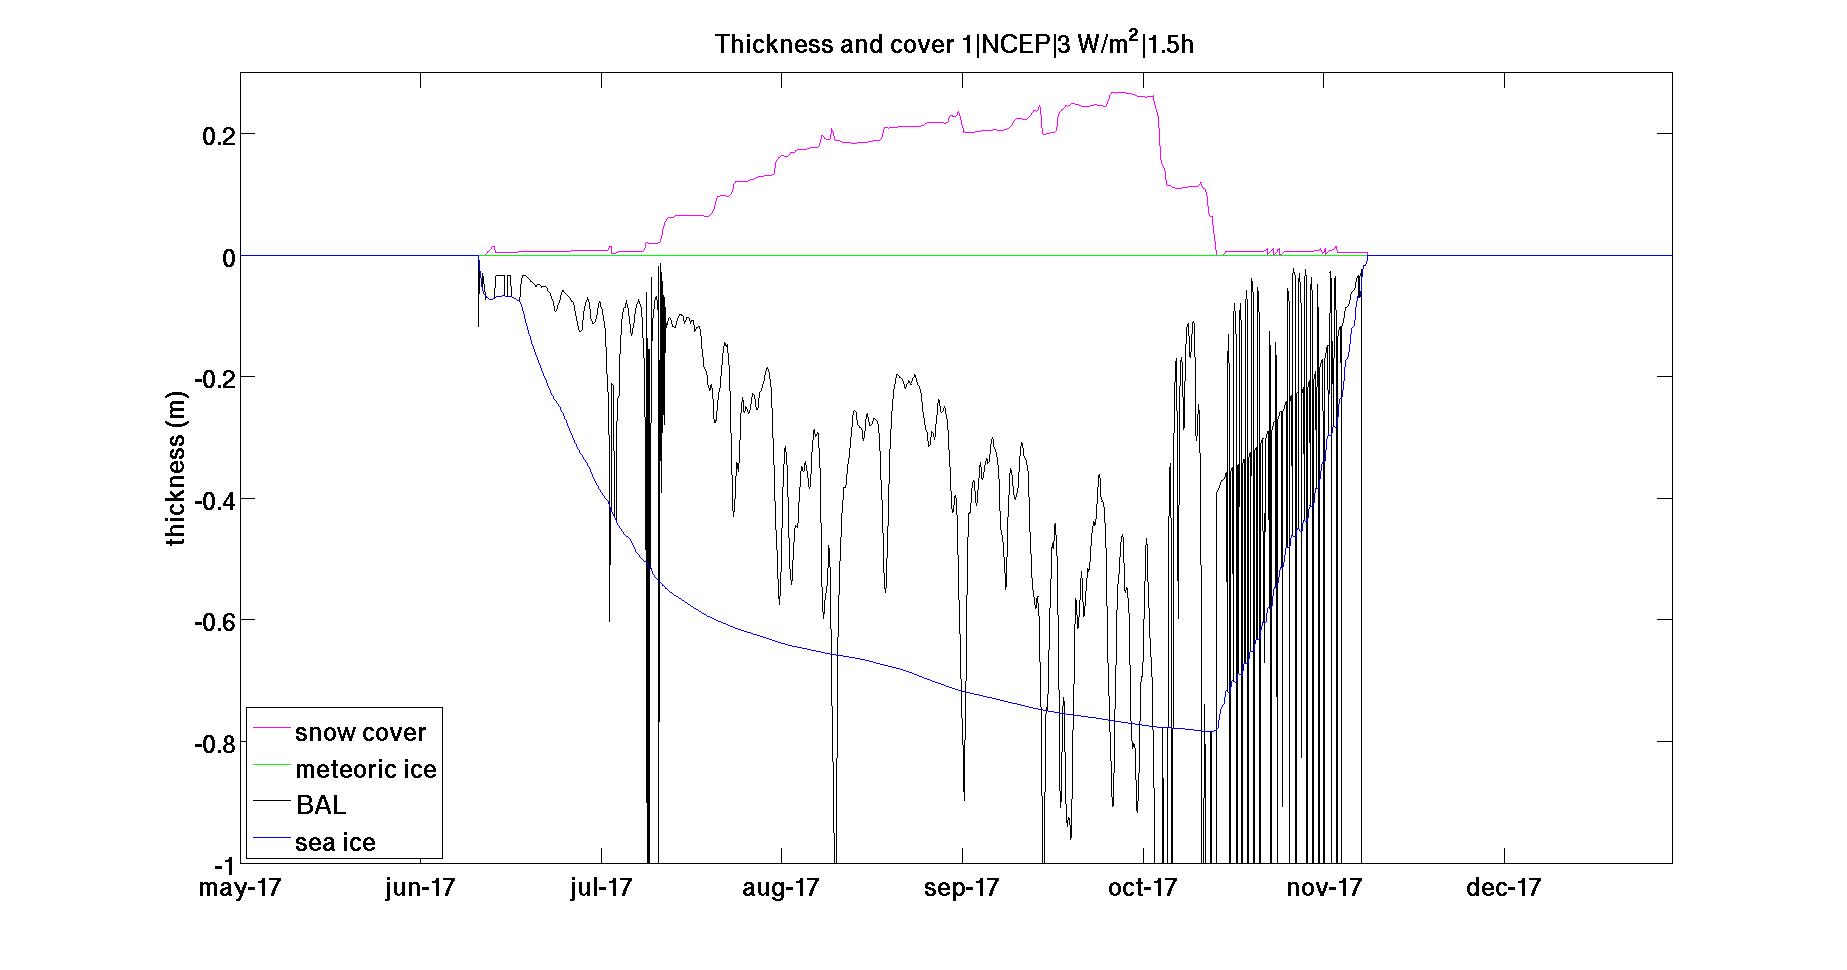 Thickness and cover 1|NCEP|3 W/m²|1.5h
thickness (m)
0.2
0
-0.2
-0.4
-0.6
-0.8
-1
snow cover
meteoric ice
BAL
sea ice
may-17 jun-17 jul-17 aug-17 sep-17 oct-17 nov-17 dec-17